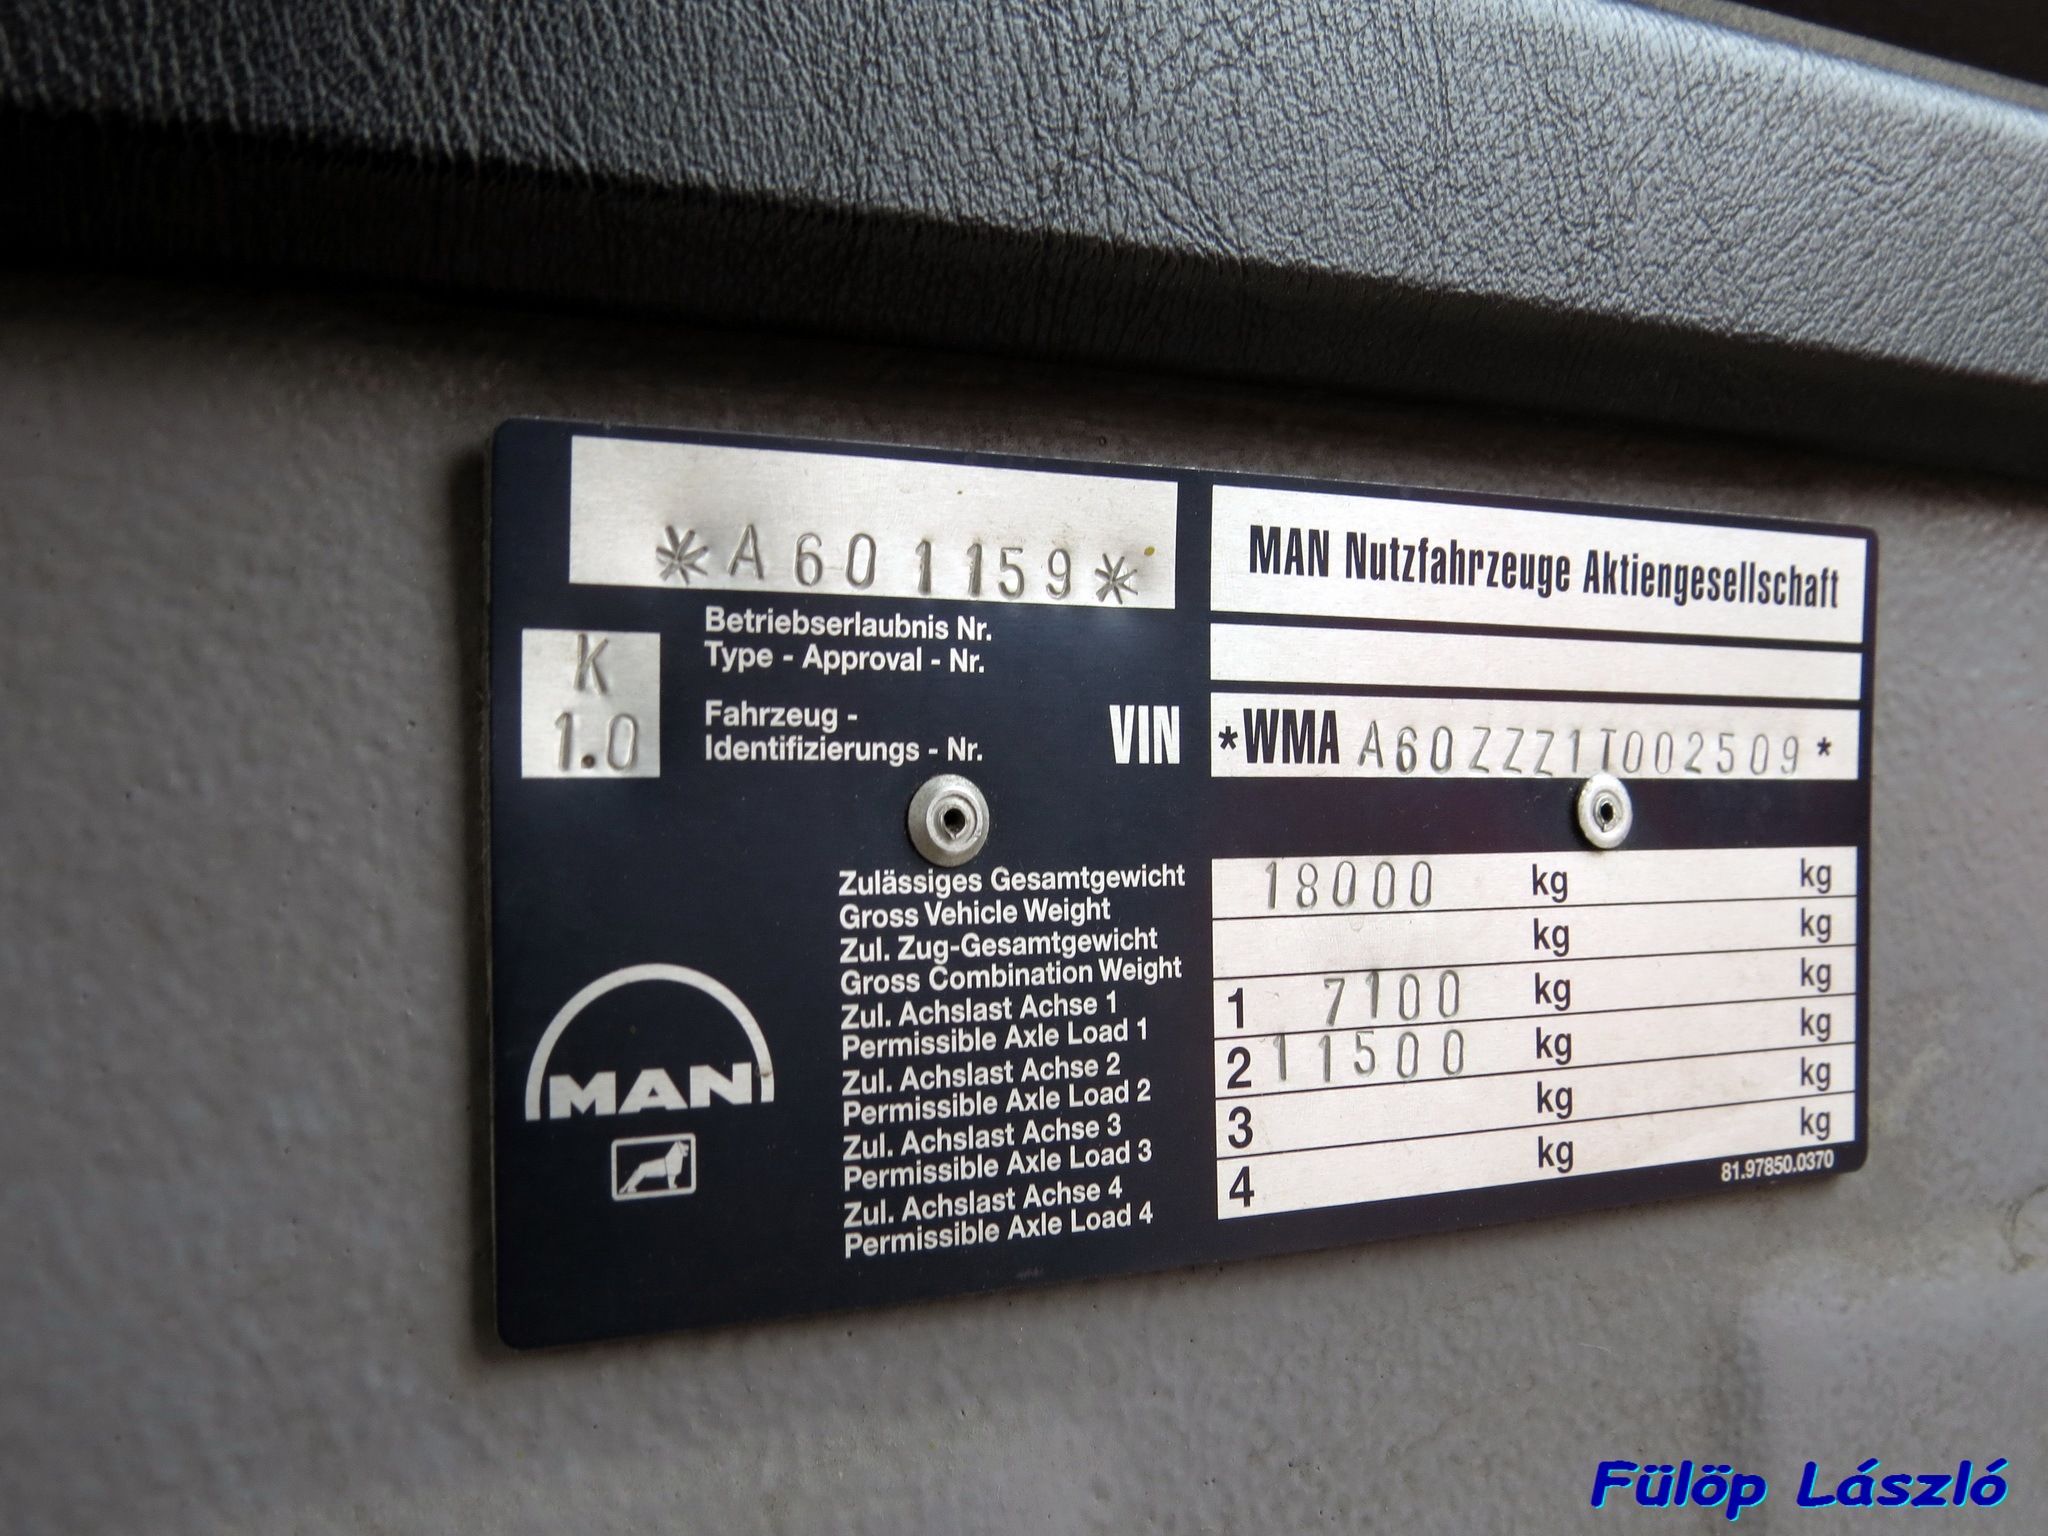 *A601159*
MAN Nutzfahrzeuge Aktiengesellschaft
Betriebserlaubnis Nr.
Type - Approval - Nr.
K
1.0
Fahrzeug -
Identifizierungs - Nr.
VIN
*WMA A60ZZZ1T002509*
Zulässiges Gesamtgewicht
Gross Vehicle Weight
18000 kg kg
Zul. Zug-Gesamtgewicht
Gross Combination Weight
kg kg
Zul. Achslast Achse 1
Permissible Axle Load 1
1 7100 kg kg
Zul. Achslast Achse 2
Permissible Axle Load 2
2 11500 kg kg
Zul. Achslast Achse 3
Permissible Axle Load 3
3 kg kg
Zul. Achslast Achse 4
Permissible Axle Load 4
4 kg kg
MAN
81.97850.0370
Fülöp László